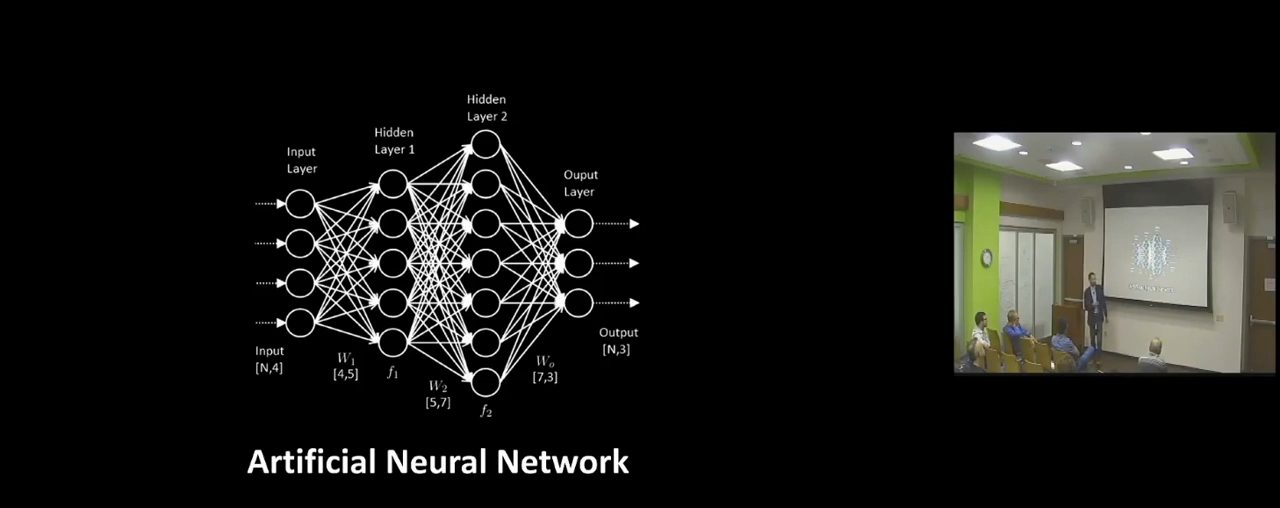 Hidden
Layer 2
Hidden
Layer 1
Input
Layer
Ouput
Layer
Input
[N,4]
W₁
[4,5]
f₁
W₂
[5,7]
f₂
Wₒ
[7,3]
Output
[N,3]
Artificial Neural Network